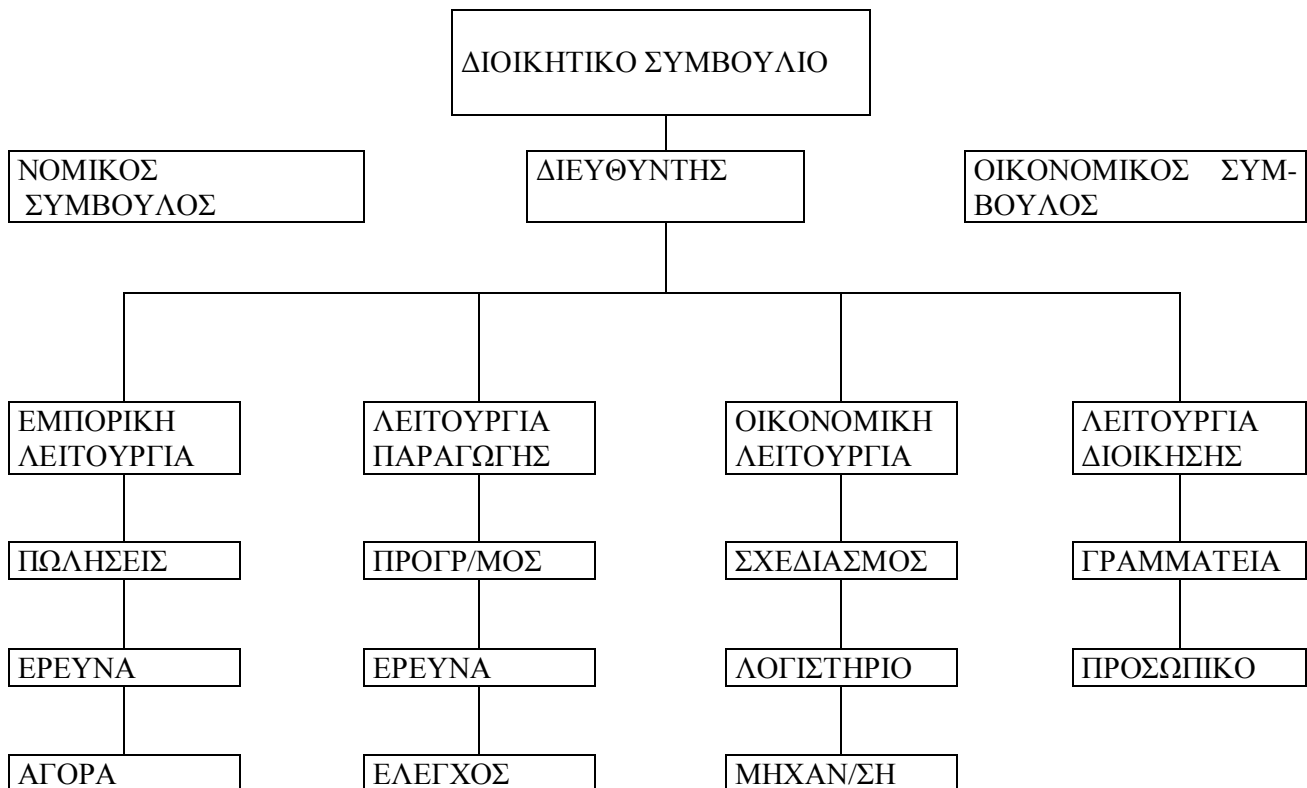 ΔΙΟΙΚΗΤΙΚΟ ΣΥΜΒΟΥΛΙΟ
ΝΟΜΙΚΟΣ
ΣΥΜΒΟΥΛΟΣ
ΔΙΕΥΘΥΝΤΗΣ
ΟΙΚΟΝΟΜΙΚΟΣ ΣΥΜ-
ΒΟΥΛΟΣ
ΕΜΠΟΡΙΚΗ
ΛΕΙΤΟΥΡΓΙΑ
ΛΕΙΤΟΥΡΓΙΑ
ΠΑΡΑΓΩΓΗΣ
ΟΙΚΟΝΟΜΙΚΗ
ΛΕΙΤΟΥΡΓΙΑ
ΛΕΙΤΟΥΡΓΙΑ
ΔΙΟΙΚΗΣΗΣ
ΠΩΛΗΣΕΙΣ
ΠΡΟΓΡ/ΜΟΣ
ΣΧΕΔΙΑΣΜΟΣ
ΓΡΑΜΜΑΤΕΙΑ
ΕΡΕΥΝΑ
ΕΡΕΥΝΑ
ΛΟΓΙΣΤΗΡΙΟ
ΠΡΟΣΩΠΙΚΟ
ΑΓΟΡΑ
ΕΛΕΓΧΟΣ
ΜΗΧΑΝ/ΣΗ